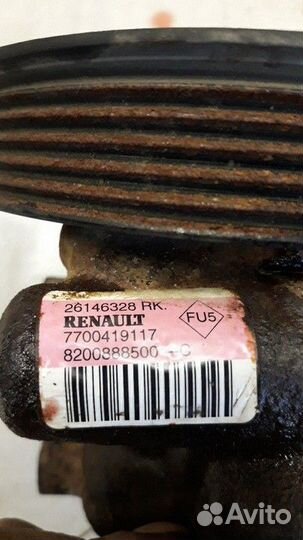 26146328 RK.
RENAULT
FU5
7700419117
8200388500 -C
Avito